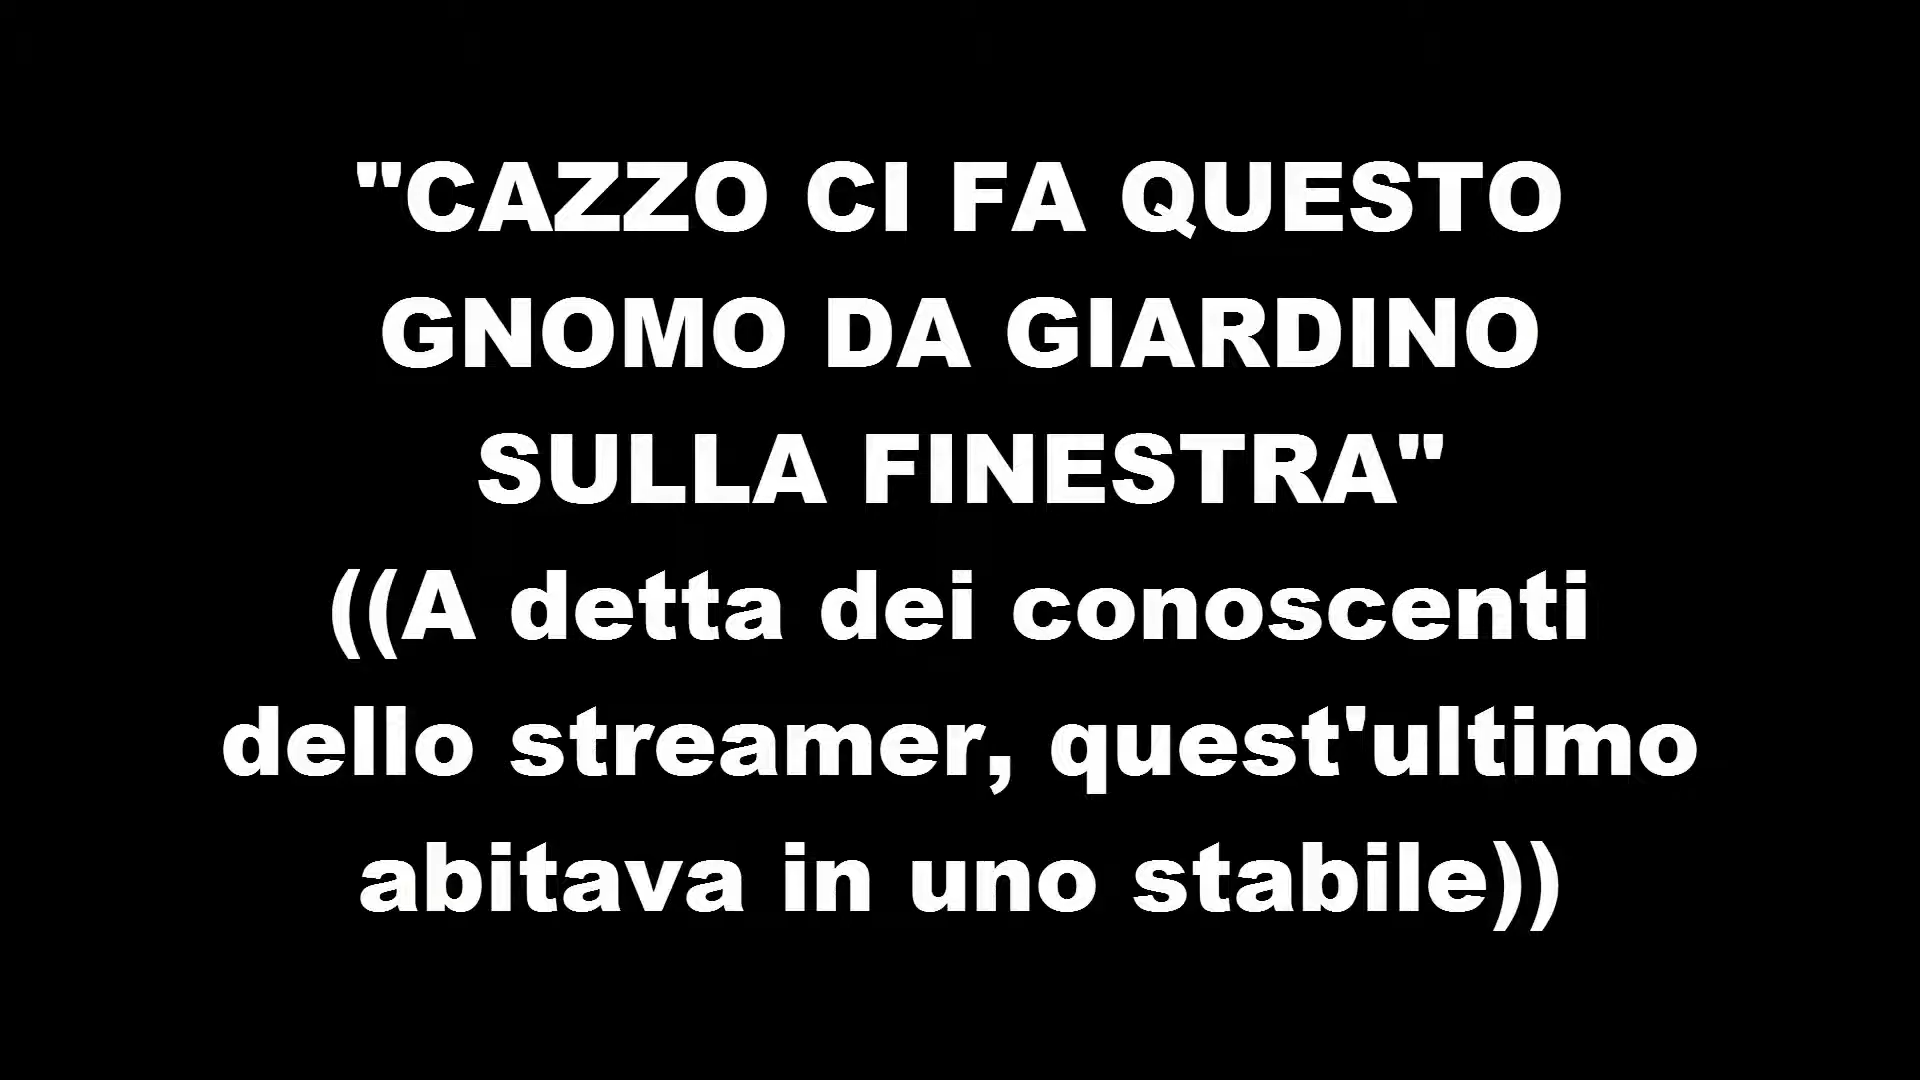 "CAZZO CI FA QUESTO
GNOMO DA GIARDINO
SULLA FINESTRA"
((A detta dei conoscenti
dello streamer, quest'ultimo
abitava in uno stabile))